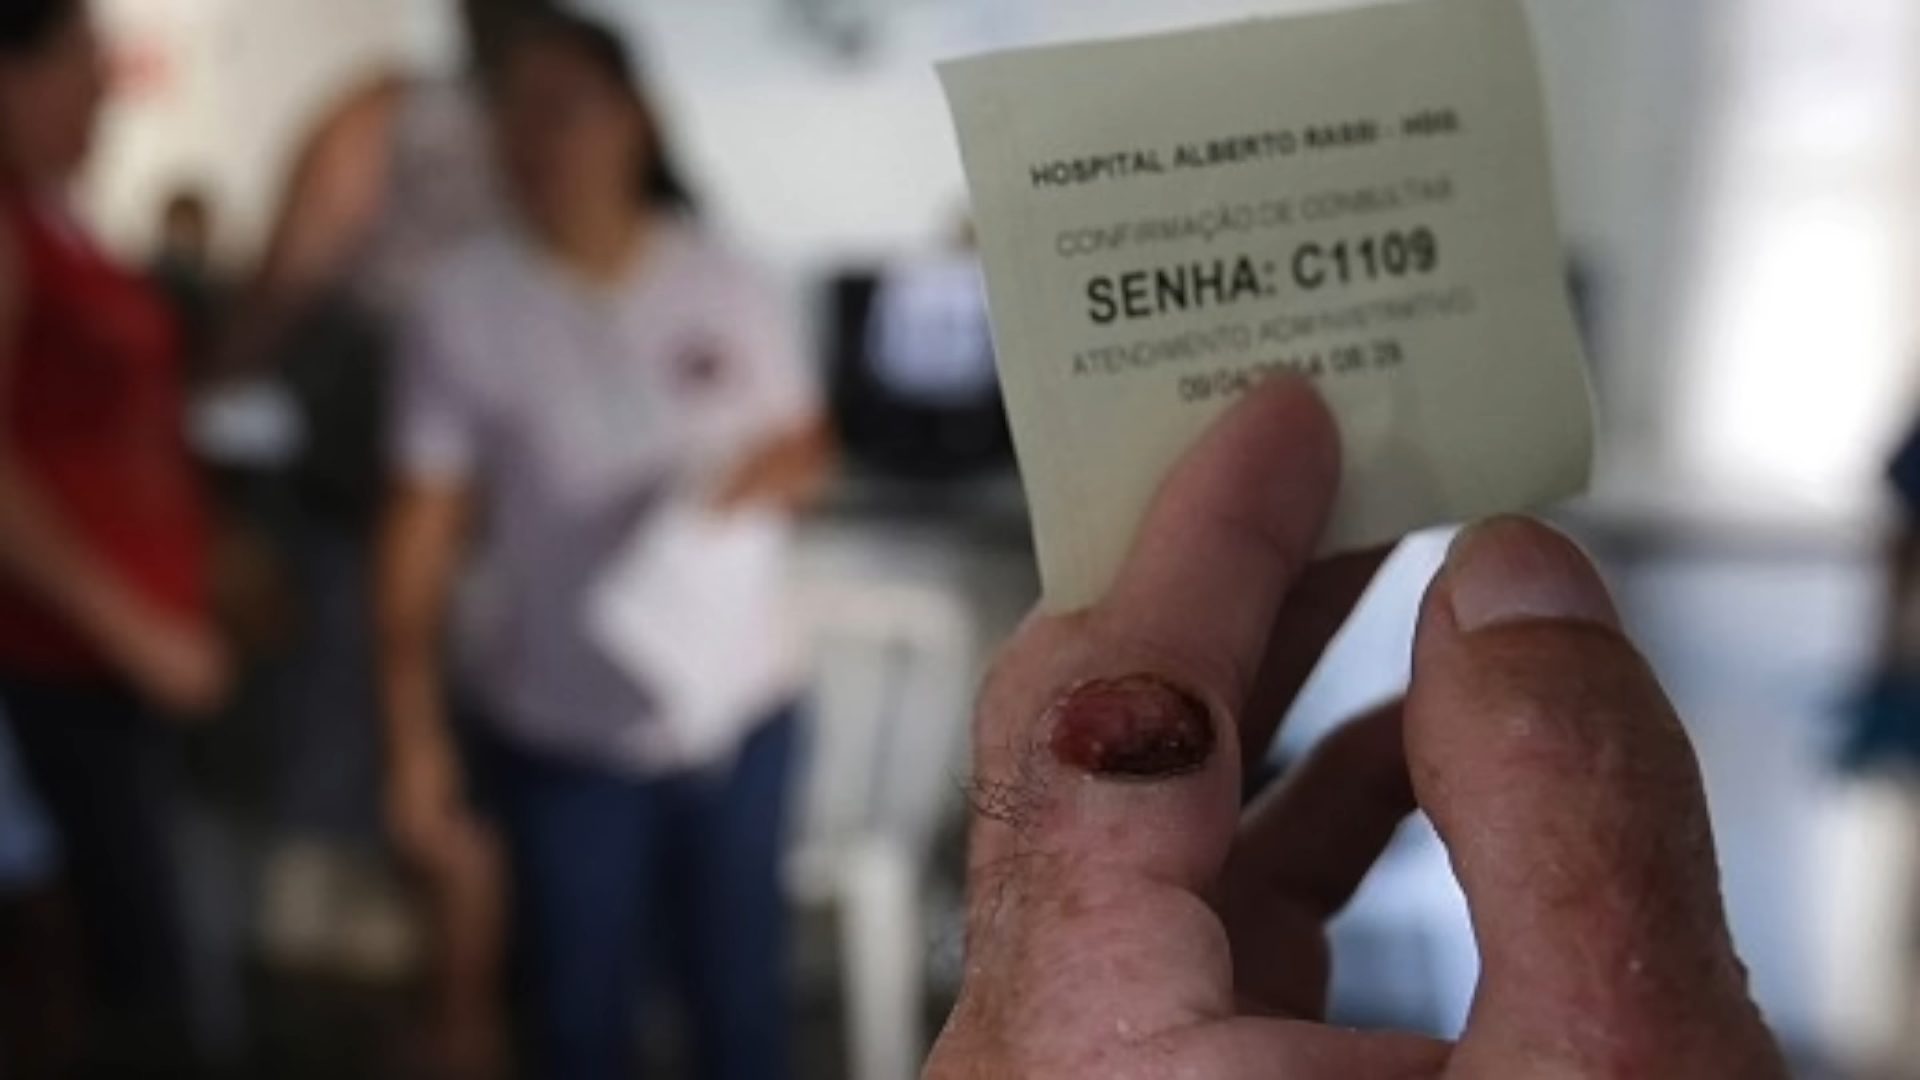 HOSPITAL ALBERTO RASSI - HGG.
CONFIRMAÇÃO DE CONSULTAS
SENHA: C1109
ATENDIMENTO ADMINISTRATIVO